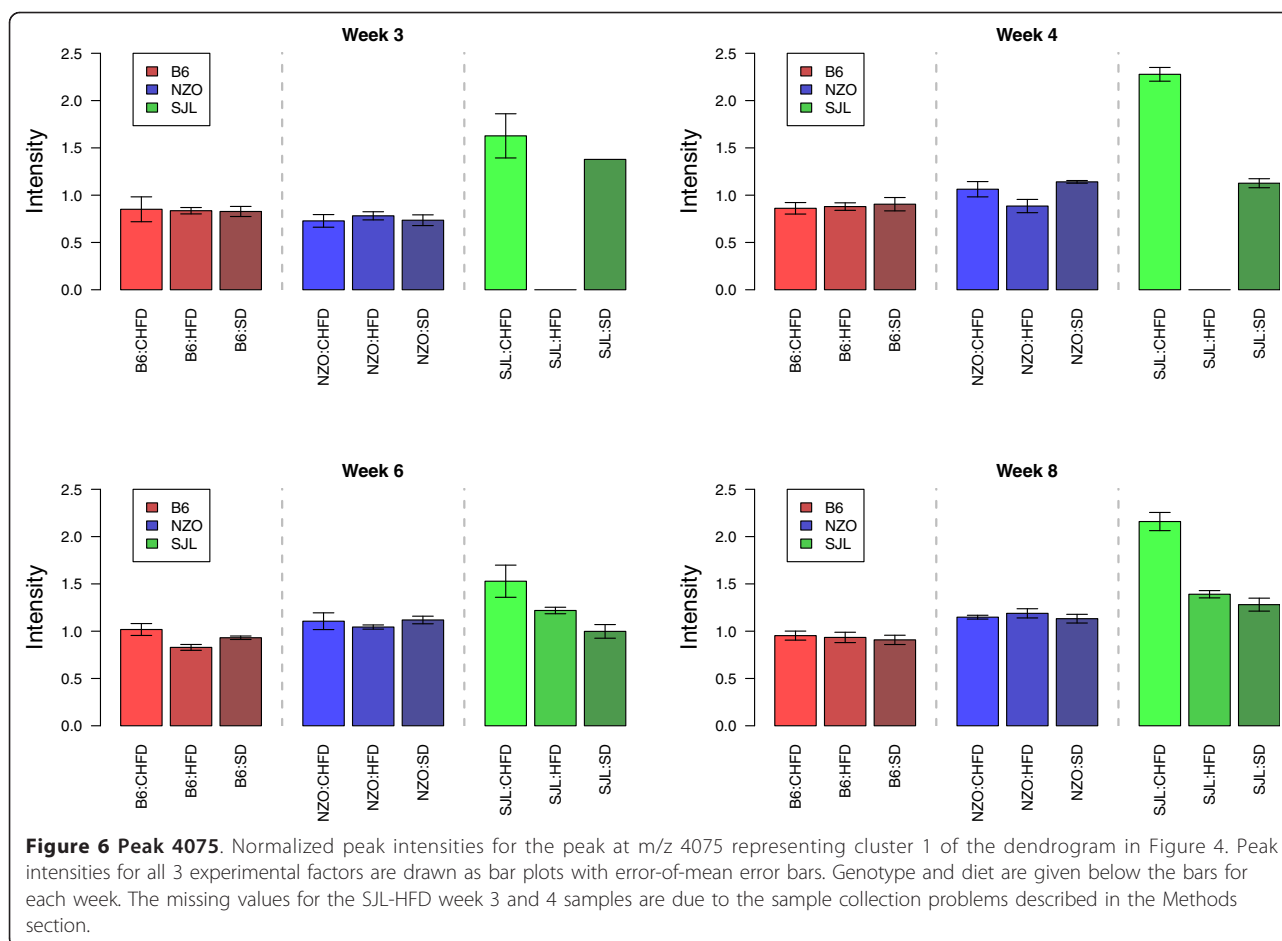 Week 3
Intensity
2.5
2.0
1.5
1.0
0.5
0.0
B6
NZO
SJL
B6:CHFD
B6:HFD
B6:SD
NZO:CHFD
NZO:HFD
NZO:SD
SJL:CHFD
SJL:HFD
SJL:SD
Week 4
Intensity
2.5
2.0
1.5
1.0
0.5
0.0
B6
NZO
SJL
B6:CHFD
B6:HFD
B6:SD
NZO:CHFD
NZO:HFD
NZO:SD
SJL:CHFD
SJL:HFD
SJL:SD
Week 6
Intensity
2.5
2.0
1.5
1.0
0.5
0.0
B6
NZO
SJL
B6:CHFD
B6:HFD
B6:SD
NZO:CHFD
NZO:HFD
NZO:SD
SJL:CHFD
SJL:HFD
SJL:SD
Week 8
Intensity
2.5
2.0
1.5
1.0
0.5
0.0
B6
NZO
SJL
B6:CHFD
B6:HFD
B6:SD
NZO:CHFD
NZO:HFD
NZO:SD
SJL:CHFD
SJL:HFD
SJL:SD
Figure 6 Peak 4075. Normalized peak intensities for the peak at m/z 4075 representing cluster 1 of the dendrogram in Figure 4. Peak
intensities for all 3 experimental factors are drawn as bar plots with error-of-mean error bars. Genotype and diet are given below the bars for
each week. The missing values for the SJL-HFD week 3 and 4 samples are due to the sample collection problems described in the Methods
section.